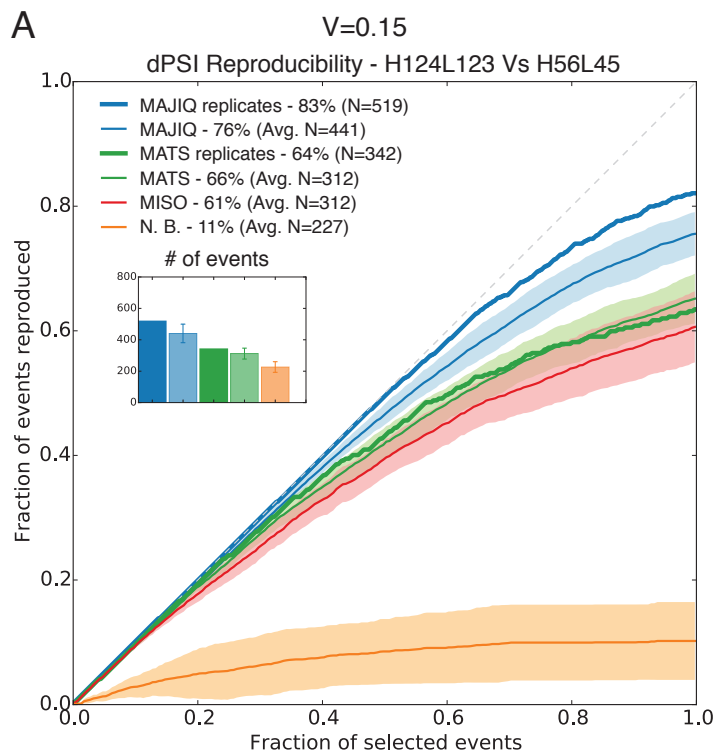 A
V=0.15
dPSI Reproducibility - H124L123 Vs H56L45
MAJIQ replicates - 83% (N=519)
MAJIQ - 76% (Avg. N=441)
MATS replicates - 64% (N=342)
MATS - 66% (Avg. N=312)
MISO - 61% (Avg. N=312)
N. B. - 11% (Avg. N=227)
# of events
800
600
400
200
0
1.0
0.8
0.6
0.4
0.2
0.0
Fraction of events reproduced
0.0 0.2 0.4 0.6 0.8 1.0
Fraction of selected events